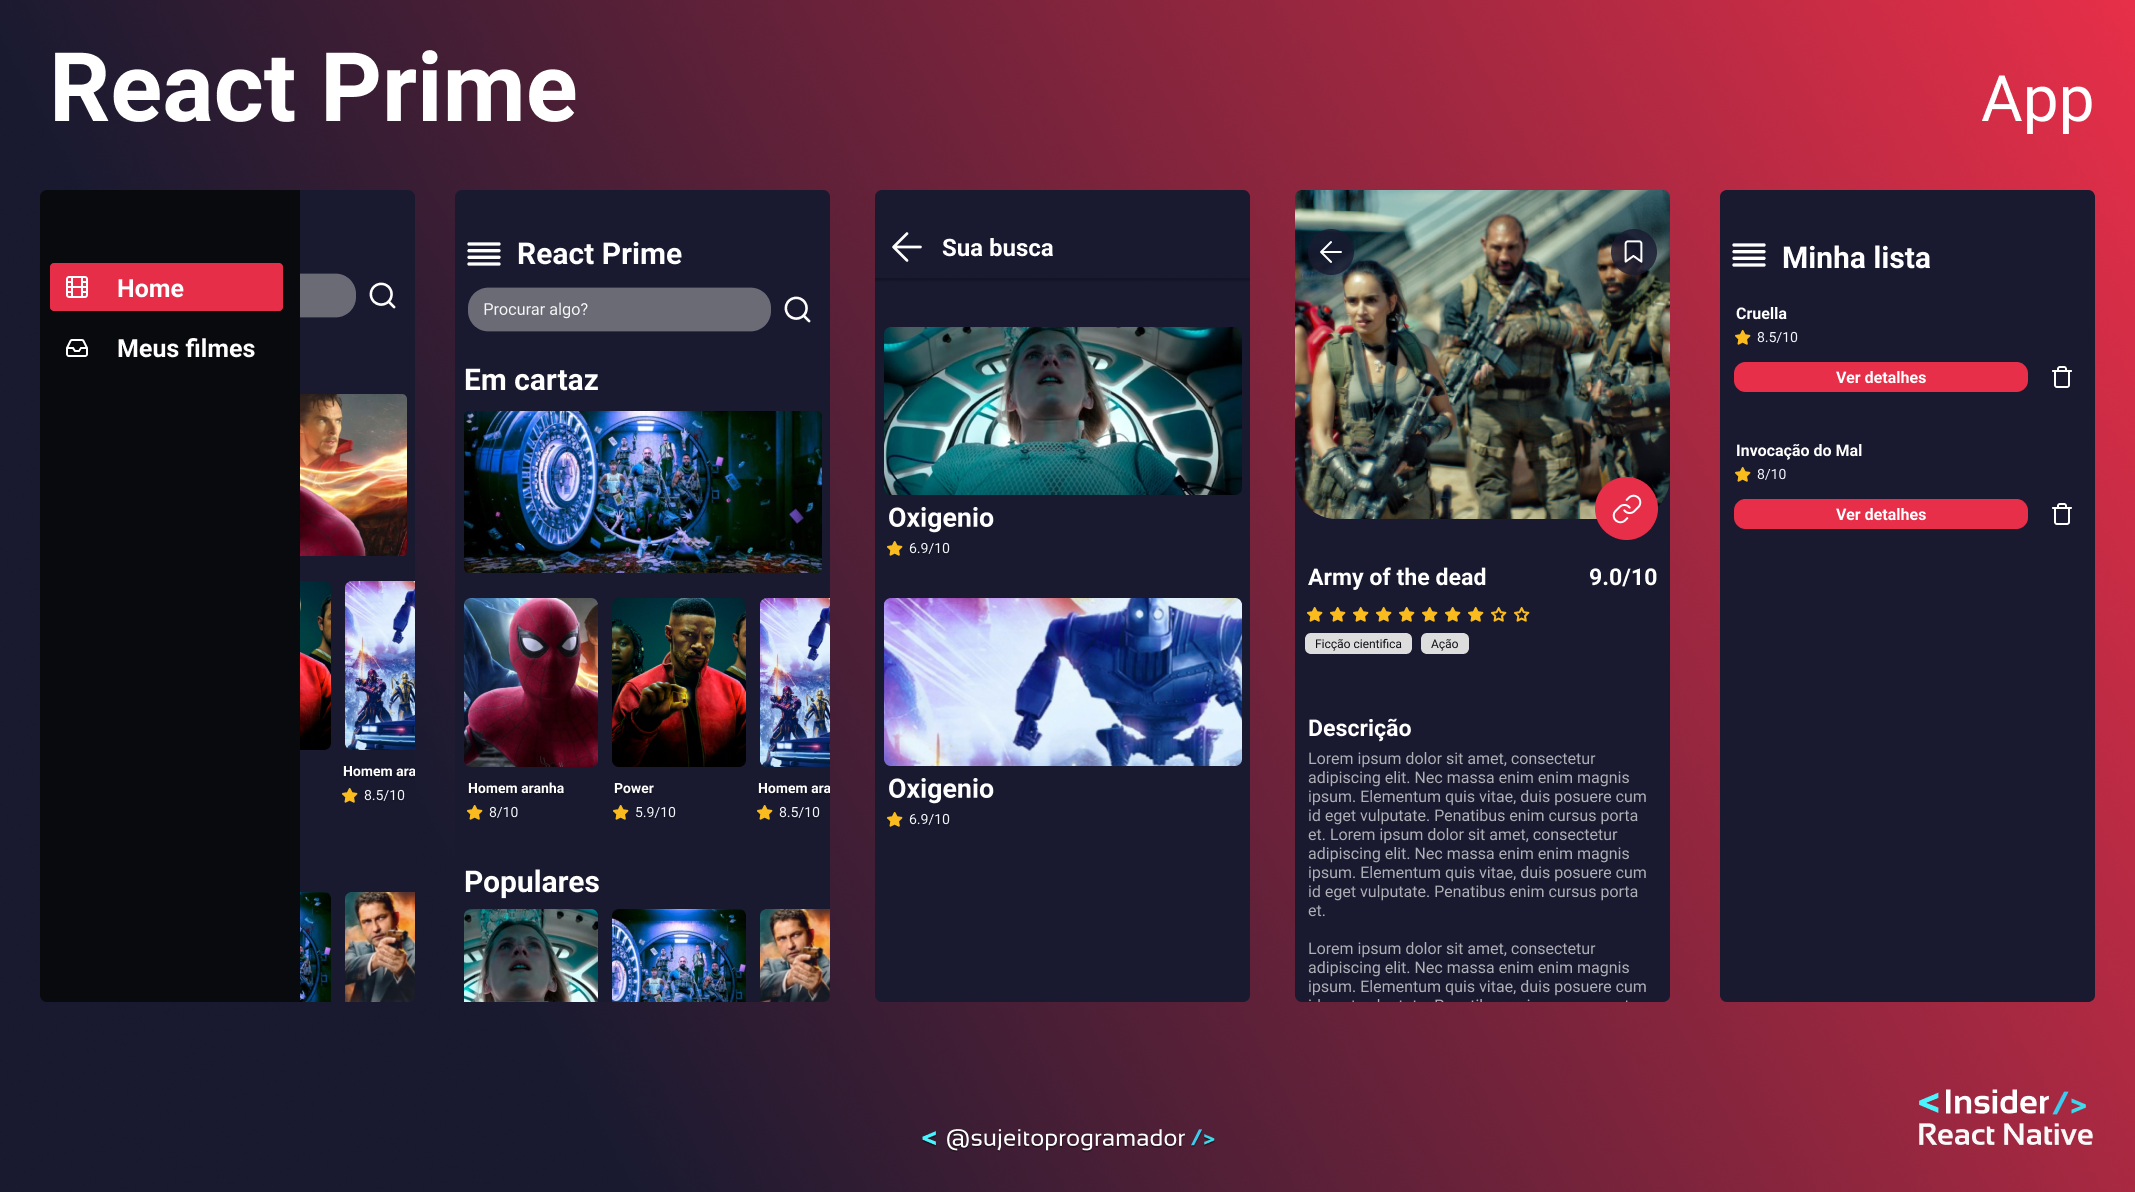 React Prime
App
Home
Meus filmes
Homem ara
8.5/10
React Prime
Procurar algo?
Em cartaz
Homem aranha
8/10
Power
5.9/10
Homem ara
8.5/10
Populares
Sua busca
Oxigenio
6.9/10
Oxigenio
6.9/10
Army of the dead
9.0/10
Ficção cientifica
Ação
Descrição
Lorem ipsum dolor sit amet, consectetur
adipiscing elit. Nec massa enim enim magnis
ipsum. Elementum quis vitae, duis posuere cum
id eget vulputate. Penatibus enim cursus porta
et. Lorem ipsum dolor sit amet, consectetur
adipiscing elit. Nec massa enim enim magnis
ipsum. Elementum quis vitae, duis posuere cum
id eget vulputate. Penatibus enim cursus porta
et.
Lorem ipsum dolor sit amet, consectetur
adipiscing elit. Nec massa enim enim magnis
ipsum. Elementum quis vitae, duis posuere cum
Minha lista
Cruella
8.5/10
Ver detalhes
Invocação do Mal
8/10
Ver detalhes
< @sujeitoprogramador />
<Insider/>
React Native